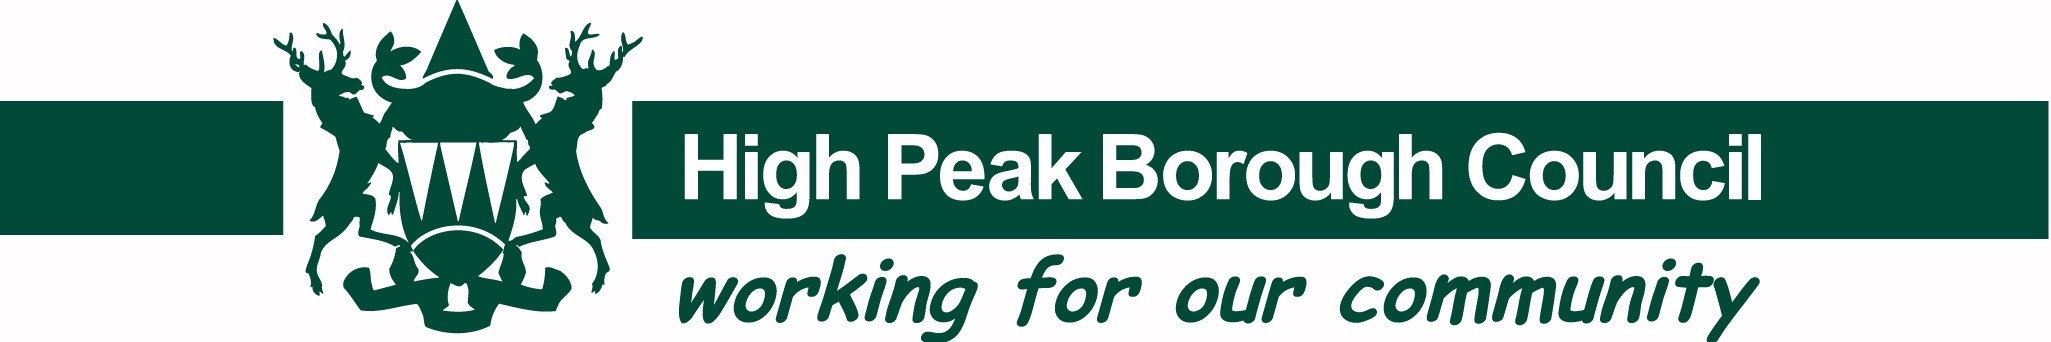 High Peak Borough Council
working for our community